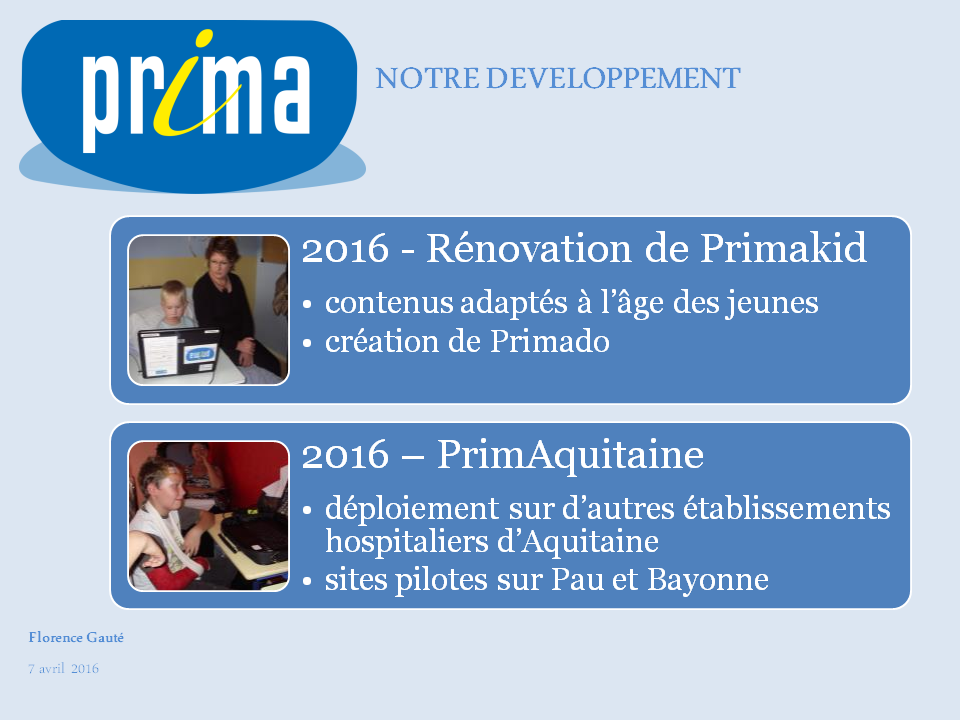 prima
NOTRE DEVELOPPEMENT
2016 - Rénovation de Primakid
• contenus adaptés à l’âge des jeunes
• création de Primado
2016 – PrimAquitaine
• déploiement sur d’autres établissements
hospitaliers d’Aquitaine
• sites pilotes sur Pau et Bayonne
Florence Gauté
7 avril 2016